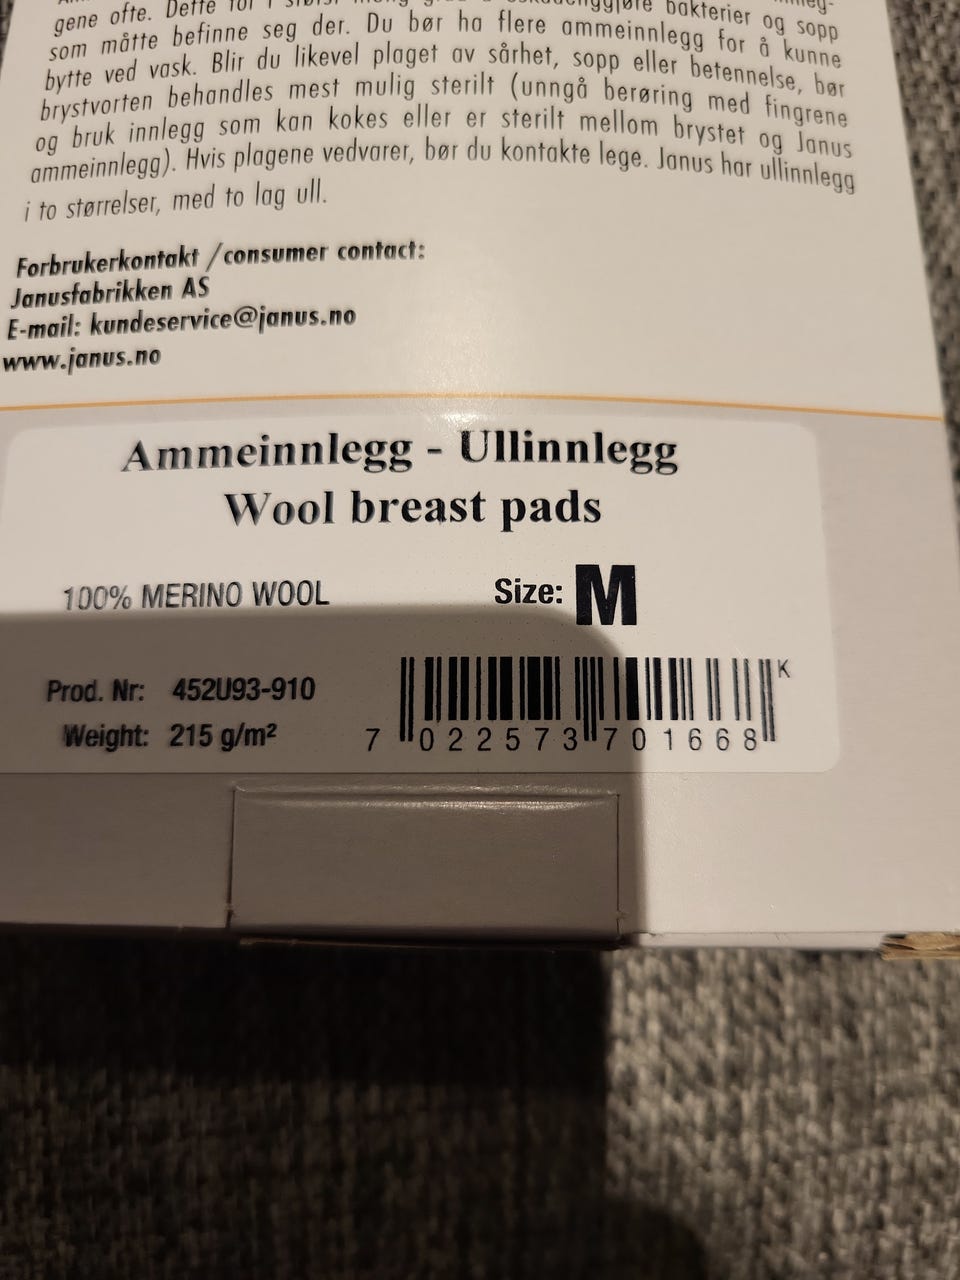 gene ofte. Dette for i størst mulig grad å uskadeliggjøre bakterier og sopp
som måtte befinne seg der. Du bør ha flere ammeinnlegg for å kunne
bytte ved vask. Blir du likevel plaget av sårhet, sopp eller betennelse, bør
brystvorten behandles mest mulig sterilt (unngå berøring med fingrene
og bruk innlegg som kan kokes eller er sterilt mellom brystet og Janus
ammeinnlegg). Hvis plagene vedvarer, bør du kontakte lege. Janus har ullinnlegg
i to størrelser, med to lag ull.
Forbrukerkontakt /consumer contact:
Janusfabrikken AS
E-mail: kundeservice@janus.no
www.janus.no
Ammeinnlegg - Ullinnlegg
Wool breast pads
100% MERINO WOOL Size: M
K
Prod. Nr: 452U93-910
Weight: 215 g/m²
7 022573 701668